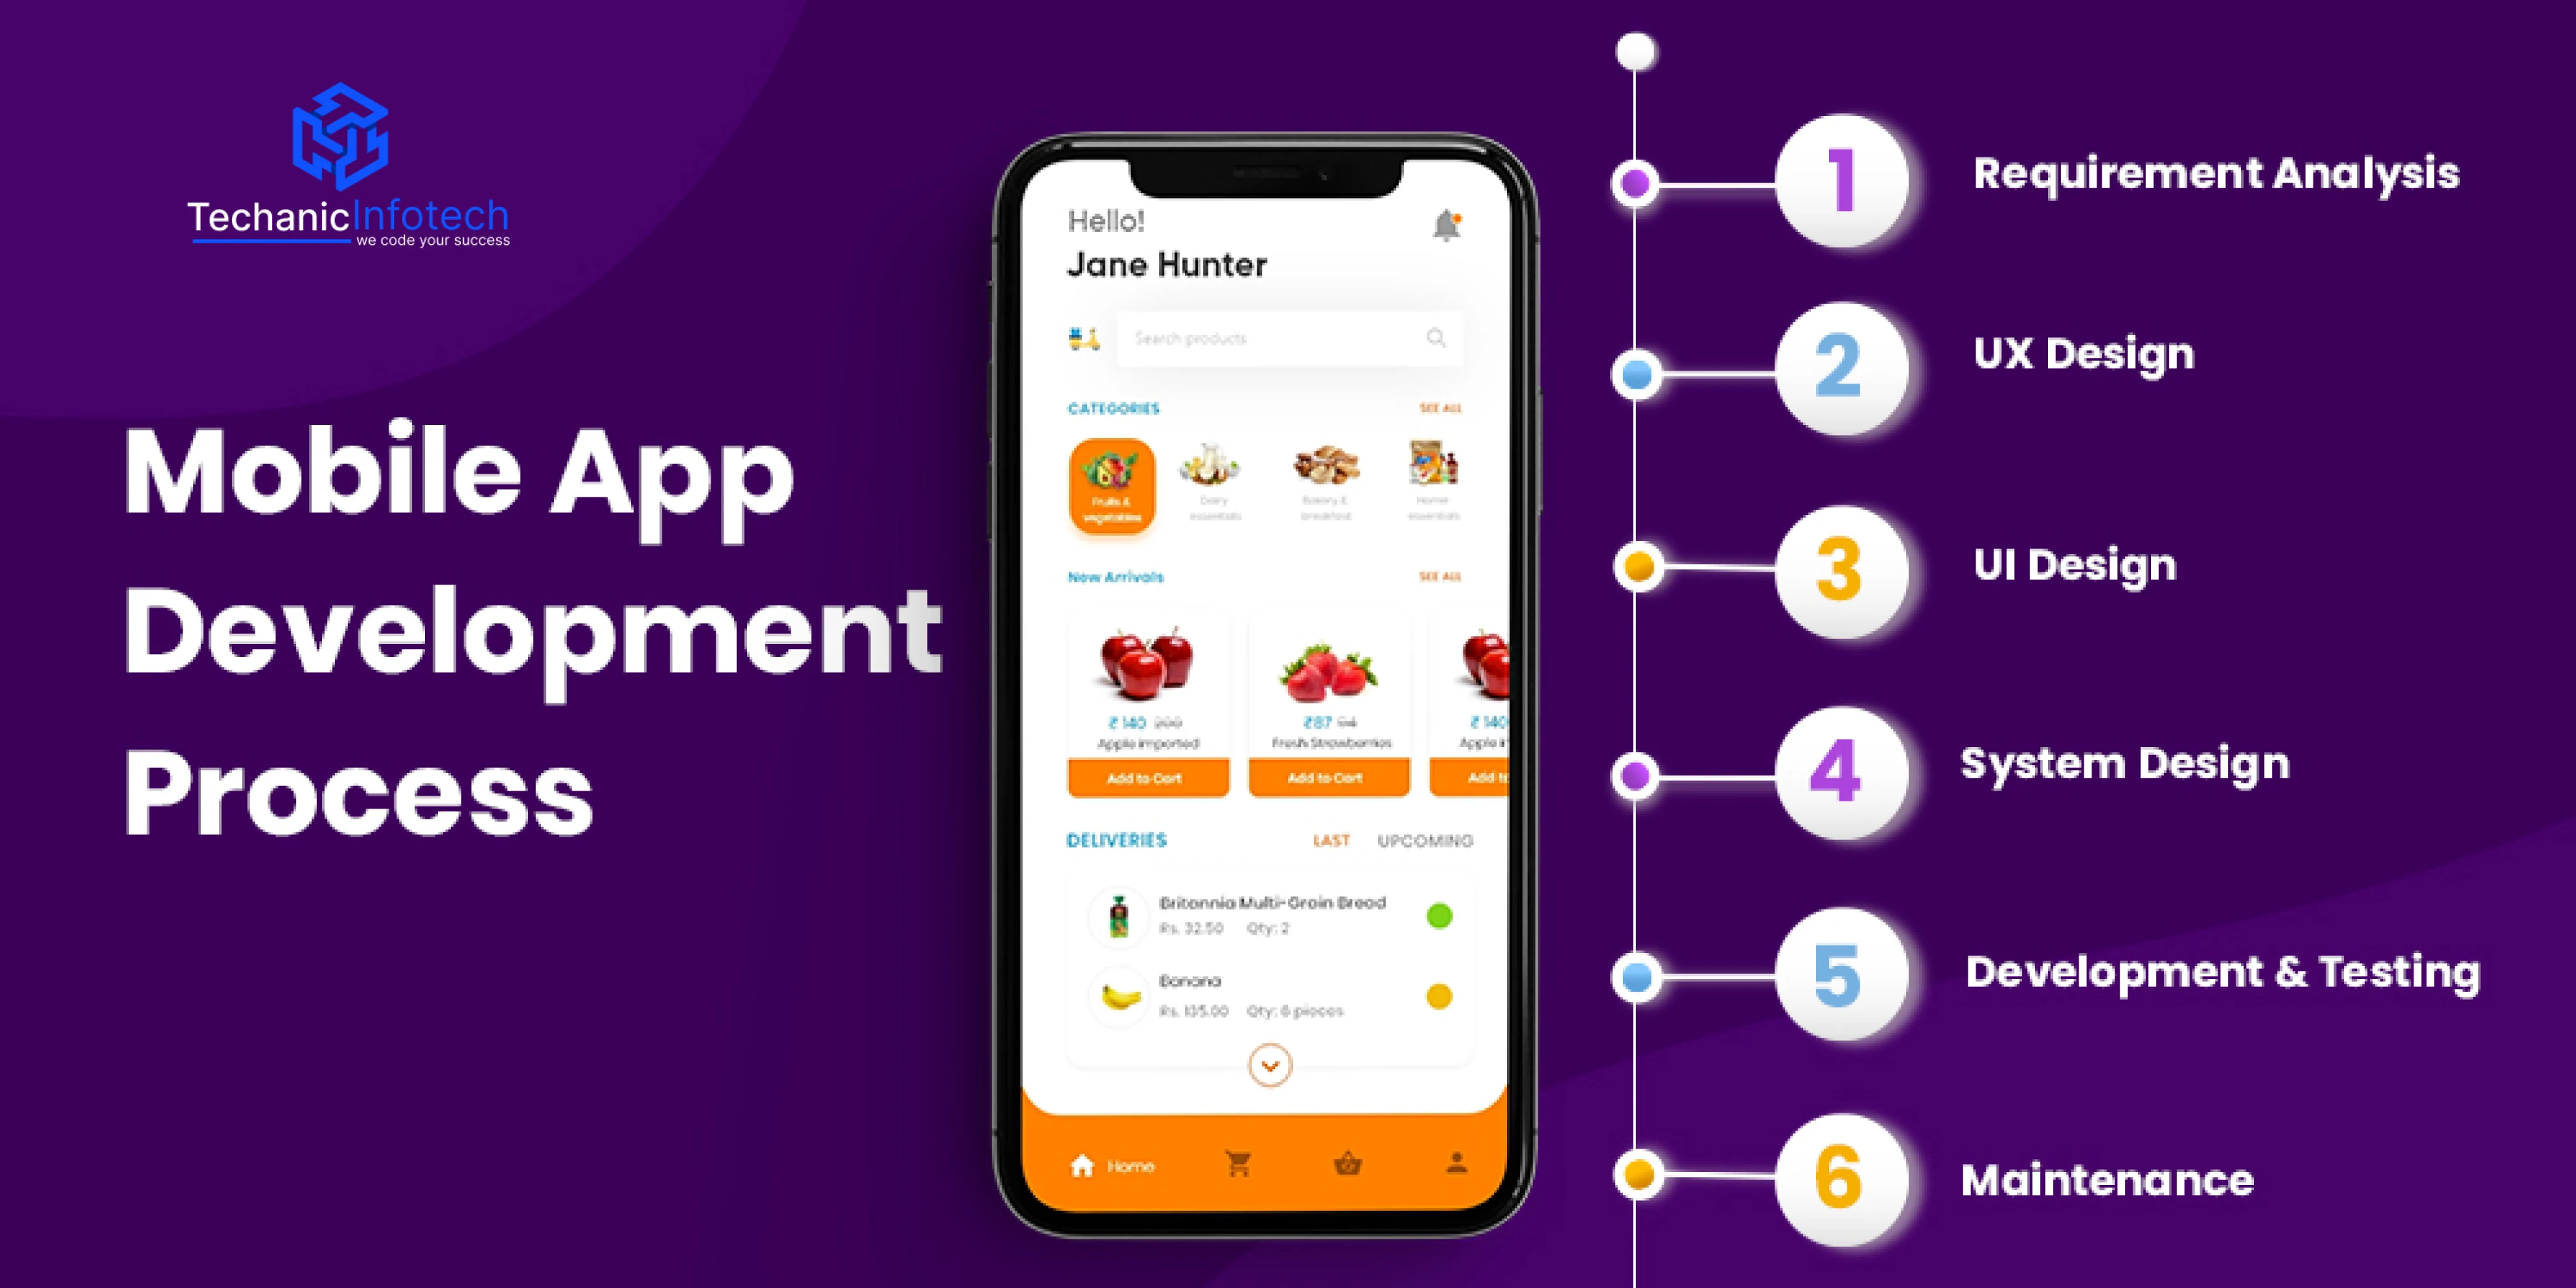 Techanic Infotech
we code your success
Mobile App
Development
Process
Hello!
Jane Hunter
Search products
CATEGORIES SEE ALL
Fruits & Dairy Bakery & Home
vegetables essentials breakfast essentials
New Arrivals SEE ALL
₹ 140 200 ₹87 ₹ 140
Apple imported Fresh Strawberries Apple i
Add to Cart Add to Cart Add to
DELIVERIES LAST UPCOMING
Britannia Multi-Grain Bread
Rs. 32.50 Qty: 2
Banana
Rs. 135.00 Qty: 6 pieces
Home
1 Requirement Analysis
2 UX Design
3 UI Design
4 System Design
5 Development & Testing
6 Maintenance